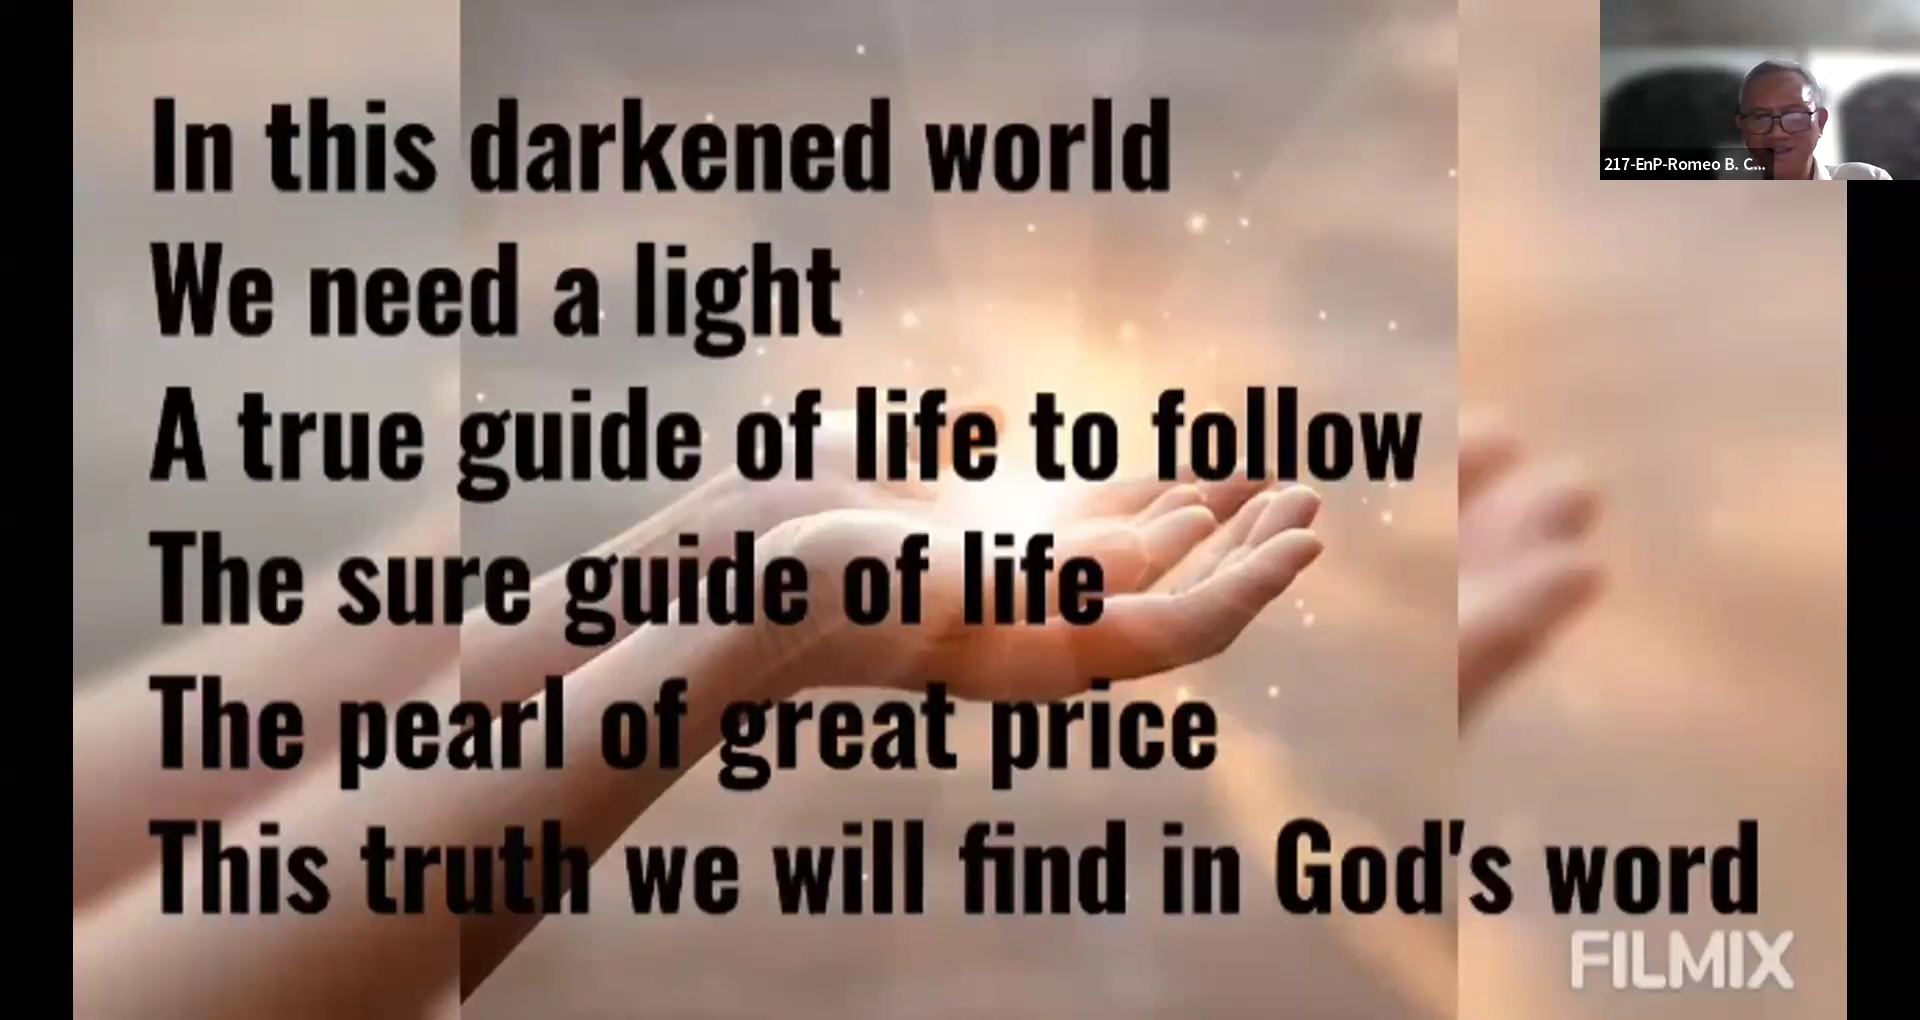 In this darkened world
We need a light
A true guide of life to follow
The sure guide of life
The pearl of great price
This truth we will find in God's word
217-EnP-Romeo B. C...
FILMIX